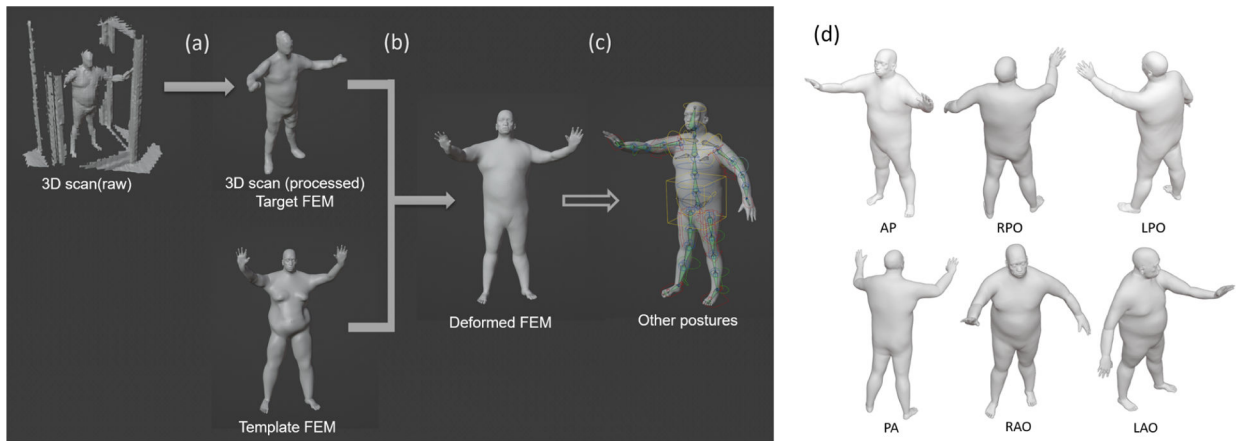 (a)
(b)
(c)
3D scan(raw)
3D scan (processed)
Target FEM
Template FEM
Deformed FEM
Other postures
(d)
AP
RPO
LPO
PA
RAO
LAO